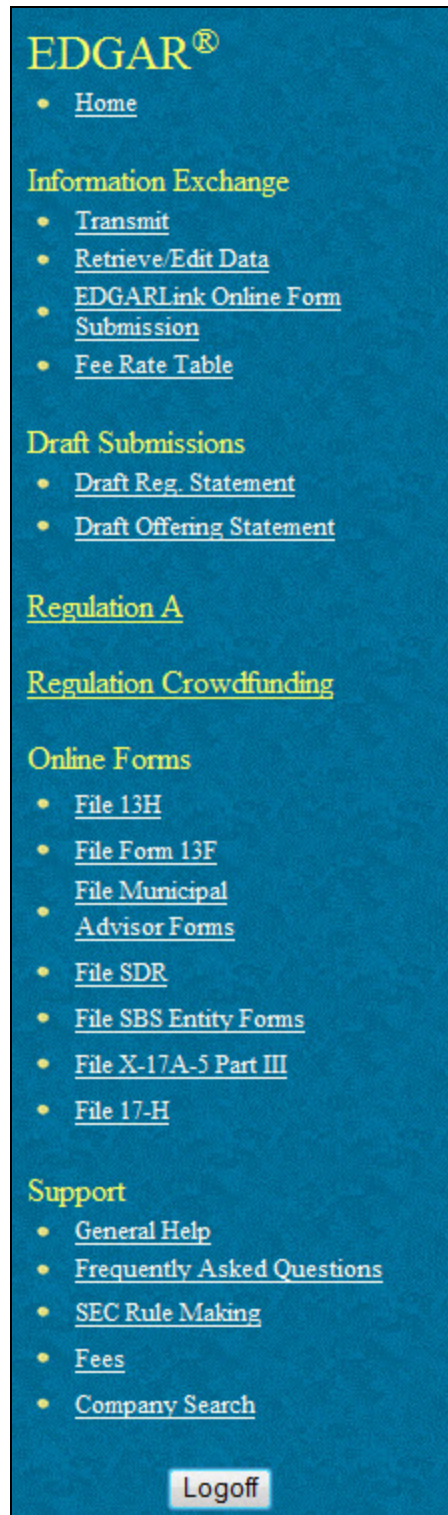 EDGAR®
Home
Information Exchange
Transmit
Retrieve/Edit Data
EDGARLink Online Form
Submission
Fee Rate Table
Draft Submissions
Draft Reg. Statement
Draft Offering Statement
Regulation A
Regulation Crowdfunding
Online Forms
File 13H
File Form 13F
File Municipal
Advisor Forms
File SDR
File SBS Entity Forms
File X-17A-5 Part III
File 17-H
Support
General Help
Frequently Asked Questions
SEC Rule Making
Fees
Company Search
Logoff